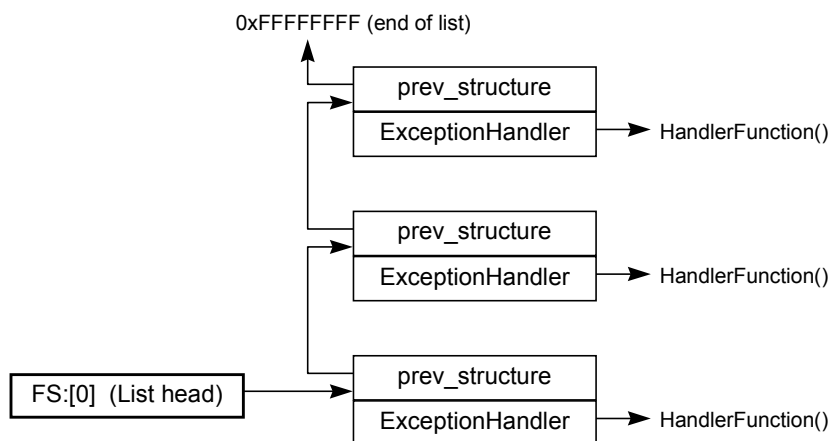 0xFFFFFFFF (end of list)
prev_structure
ExceptionHandler
HandlerFunction()
prev_structure
ExceptionHandler
HandlerFunction()
FS:[0] (List head)
prev_structure
ExceptionHandler
HandlerFunction()